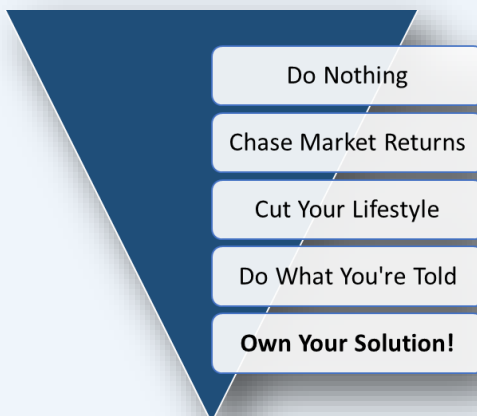 Do Nothing
Chase Market Returns
Cut Your Lifestyle
Do What You're Told
Own Your Solution!